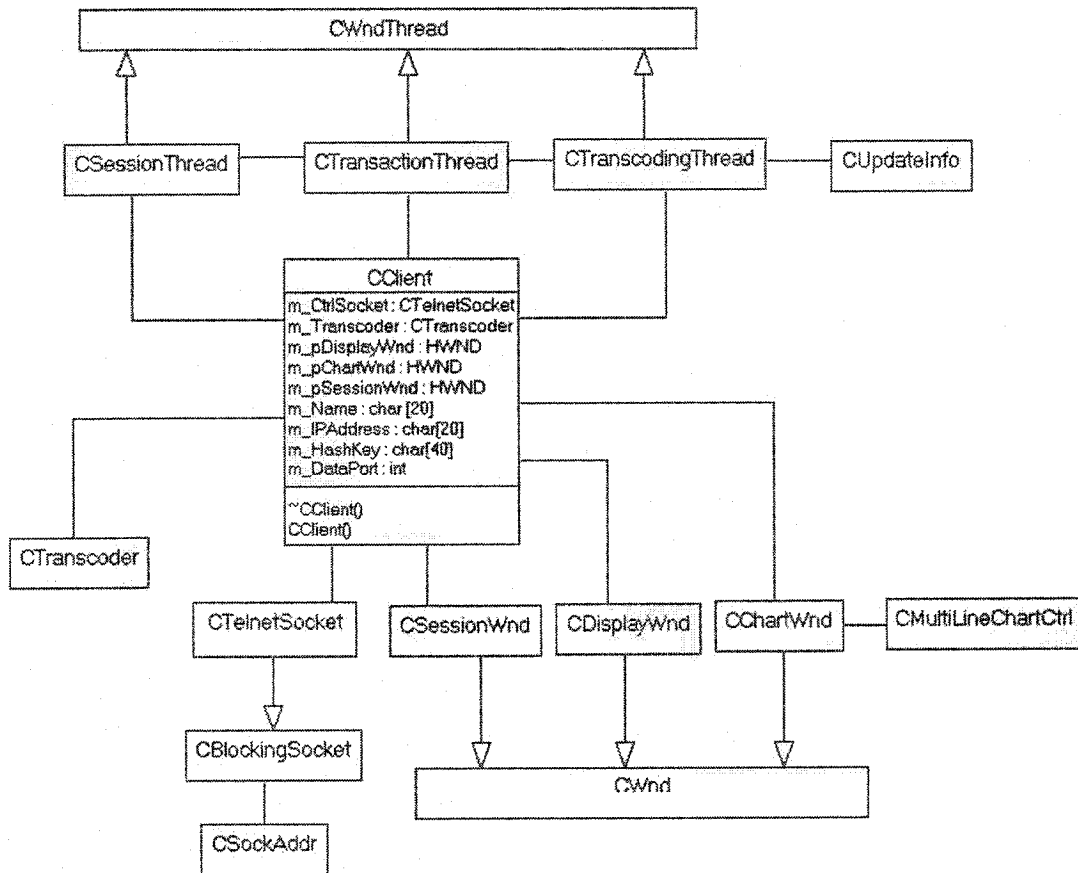 CWndThread
CSessionThread
CTransactionThread
CTranscodingThread
CUpdateInfo
CClient
m_CtrlSocket : CTelnetSocket
m_Transcoder : CTranscoder
m_pDisplayWnd : HWND
m_pChartWnd : HWND
m_pSessionWnd : HWND
m_Name : char [20]
m_IPAddress : char[20]
m_HashKey : char[40]
m_DataPort : int
~CClient()
CClient()
CTranscoder
CTelnetSocket
CSessionWnd
CDisplayWnd
CChartWnd
CMultiLineChartCtrl
CBlockingSocket
CWnd
CSockAddr